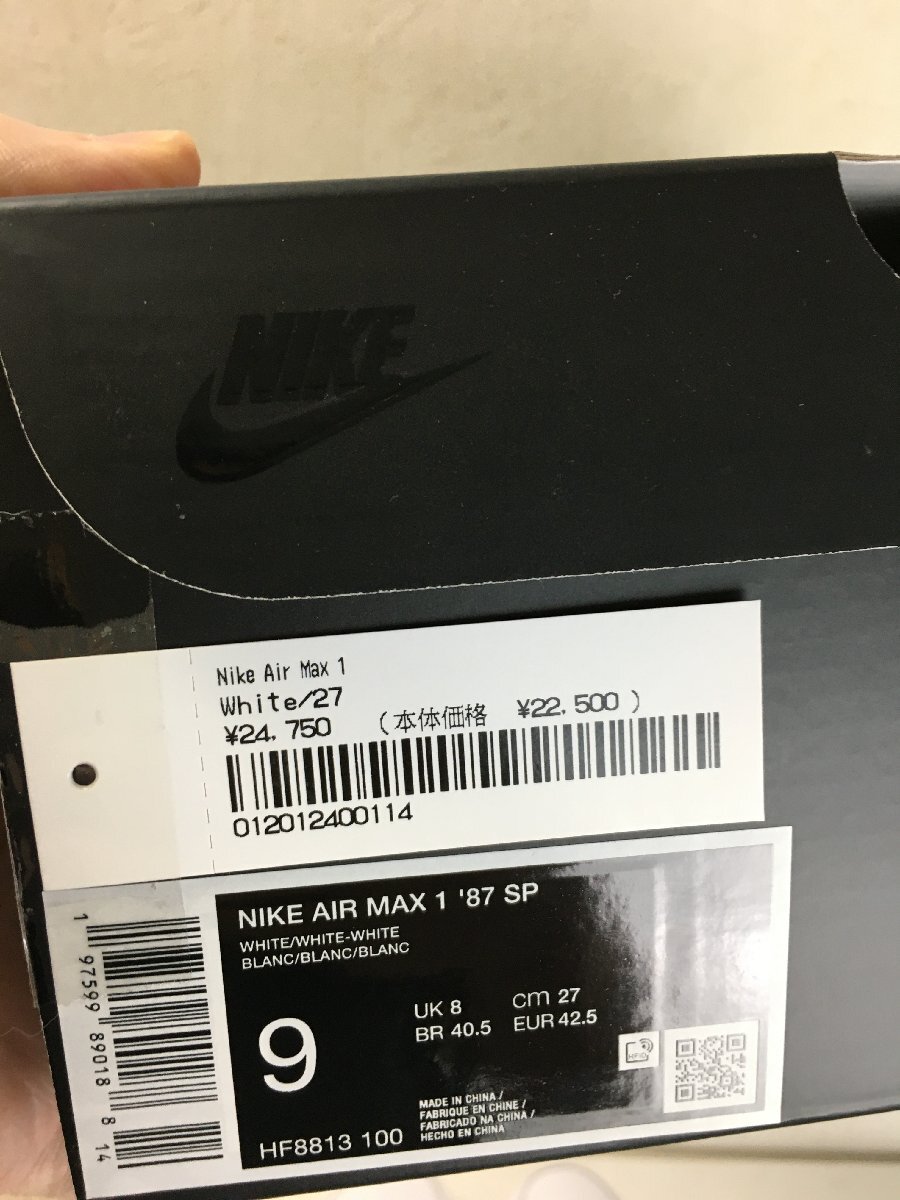 NIKE
Nike Air Max 1
White/27
¥24,750 (本体価格 ¥22,500 )
012012400114
NIKE AIR MAX 1 '87 SP
WHITE/WHITE-WHITE
BLANC/BLANC/BLANC
9
UK 8 cm 27
BR 40.5 EUR 42.5
HFID
MADE IN CHINA /
FABRIQUE EN CHINE /
FABRICADO NA CHINA /
HECHO EN CHINA
HF8813 100
1 97599 89018 8 14